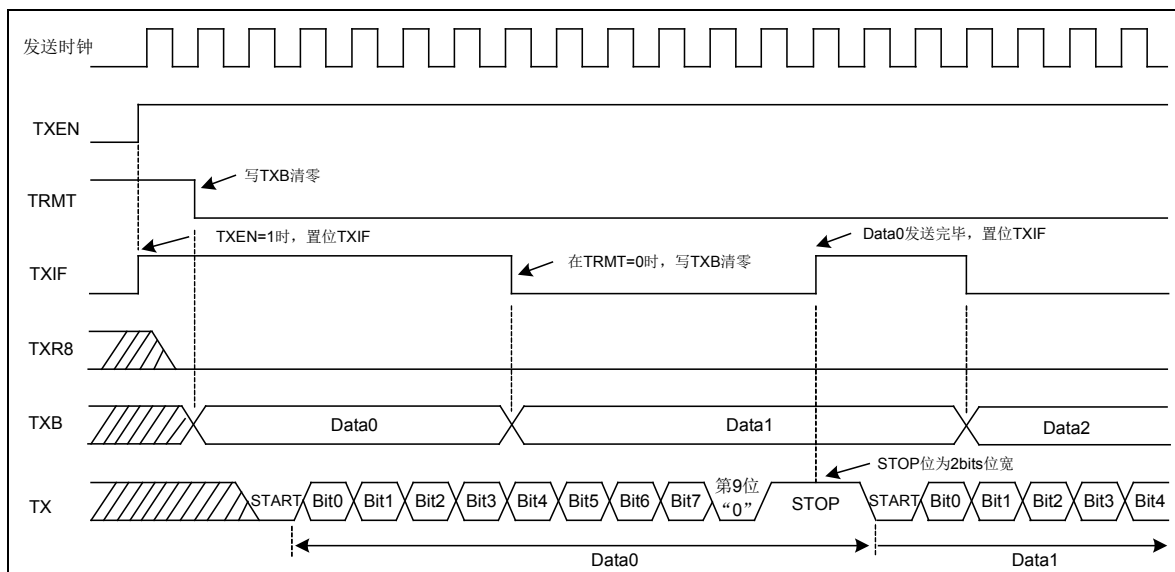 发送时钟
TXEN
TRMT
写TXB清零
TXEN=1时，置位TXIF
Data0发送完毕，置位TXIF
TXIF
在TRMT=0时，写TXB清零
TXR8
TXB
Data0
Data1
Data2
STOP位为2bits位宽
TX
START
Bit0
Bit1
Bit2
Bit3
Bit4
Bit5
Bit6
Bit7
第9位
“0”
STOP
START
Bit0
Bit1
Bit2
Bit3
Bit4
Data0
Data1